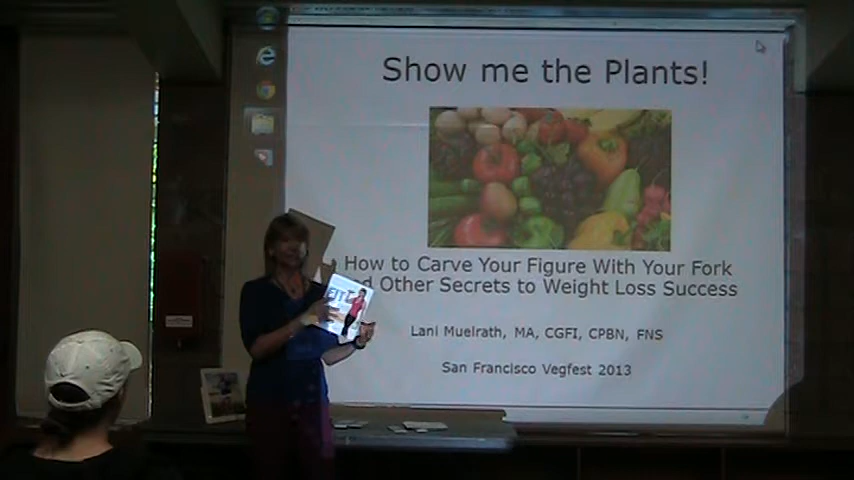 Show me the Plants!
How to Carve Your Figure With Your Fork
Other Secrets to Weight Loss Success
Lani Muelrath, MA, CGFI, CPBN, FNS
San Francisco Vegfest 2013